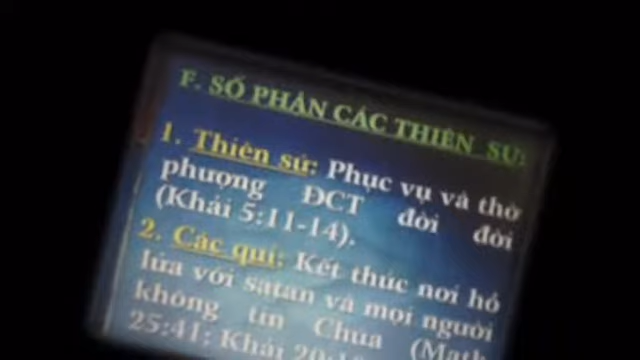 F. SỐ PHẬN CÁC THIÊN SỨ:
1. Thiên sứ: Phục vụ và thờ
phượng ĐCT đời đời
(Khải 5:11-14).
2. Các quỉ: Kết thúc nơi hồ
lửa với satan và mọi người
không tin Chúa (Math
25:41; Khải